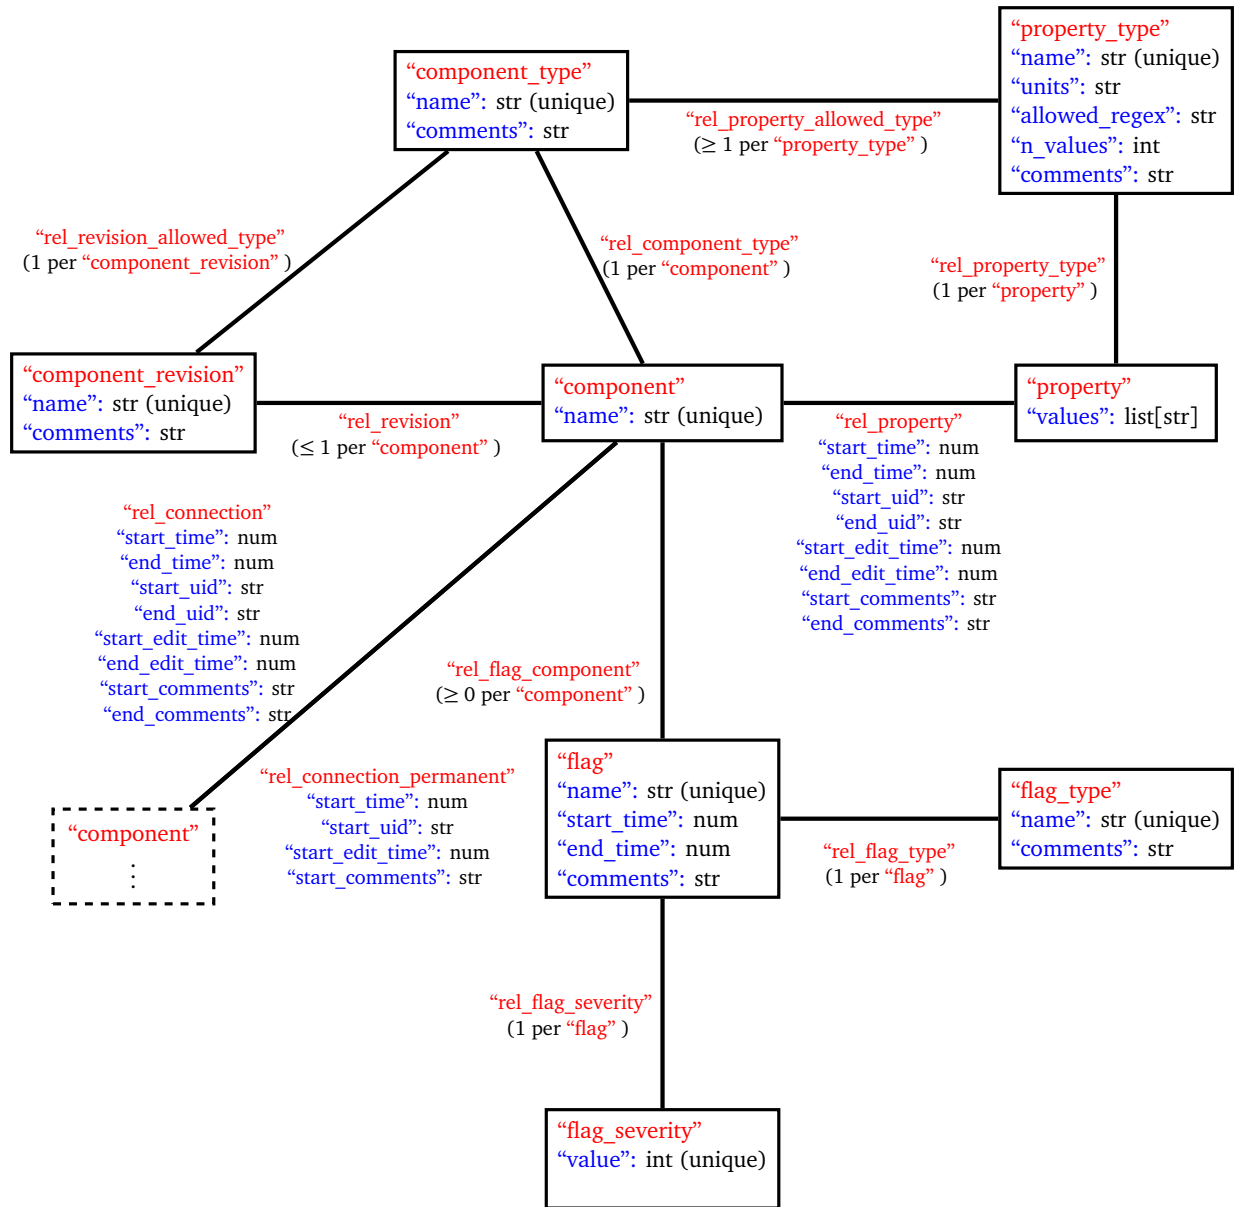 “property_type”
“name”: str (unique)
“units”: str
“allowed_regex”: str
“n_values”: int
“comments”: str
“component_type”
“name”: str (unique)
“comments”: str
“rel_property_allowed_type”
(≥ 1 per “property_type” )
“rel_revision_allowed_type”
(1 per “component_revision” )
“rel_component_type”
(1 per “component” )
“rel_property_type”
(1 per “property” )
“component_revision”
“name”: str (unique)
“comments”: str
“rel_revision”
(≤ 1 per “component” )
“component”
“name”: str (unique)
“property”
“values”: list[str]
“rel_property”
“start_time”: num
“end_time”: num
“start_uid”: str
“end_uid”: str
“start_edit_time”: num
“end_edit_time”: num
“start_comments”: str
“end_comments”: str
“rel_connection”
“start_time”: num
“end_time”: num
“start_uid”: str
“end_uid”: str
“start_edit_time”: num
“end_edit_time”: num
“start_comments”: str
“end_comments”: str
“rel_flag_component”
(≥ 0 per “component” )
“rel_connection_permanent”
“start_time”: num
“start_uid”: str
“start_edit_time”: num
“start_comments”: str
“component”
⋮
“flag”
“name”: str (unique)
“start_time”: num
“end_time”: num
“comments”: str
“rel_flag_type”
(1 per “flag” )
“flag_type”
“name”: str (unique)
“comments”: str
“rel_flag_severity”
(1 per “flag” )
“flag_severity”
“value”: int (unique)